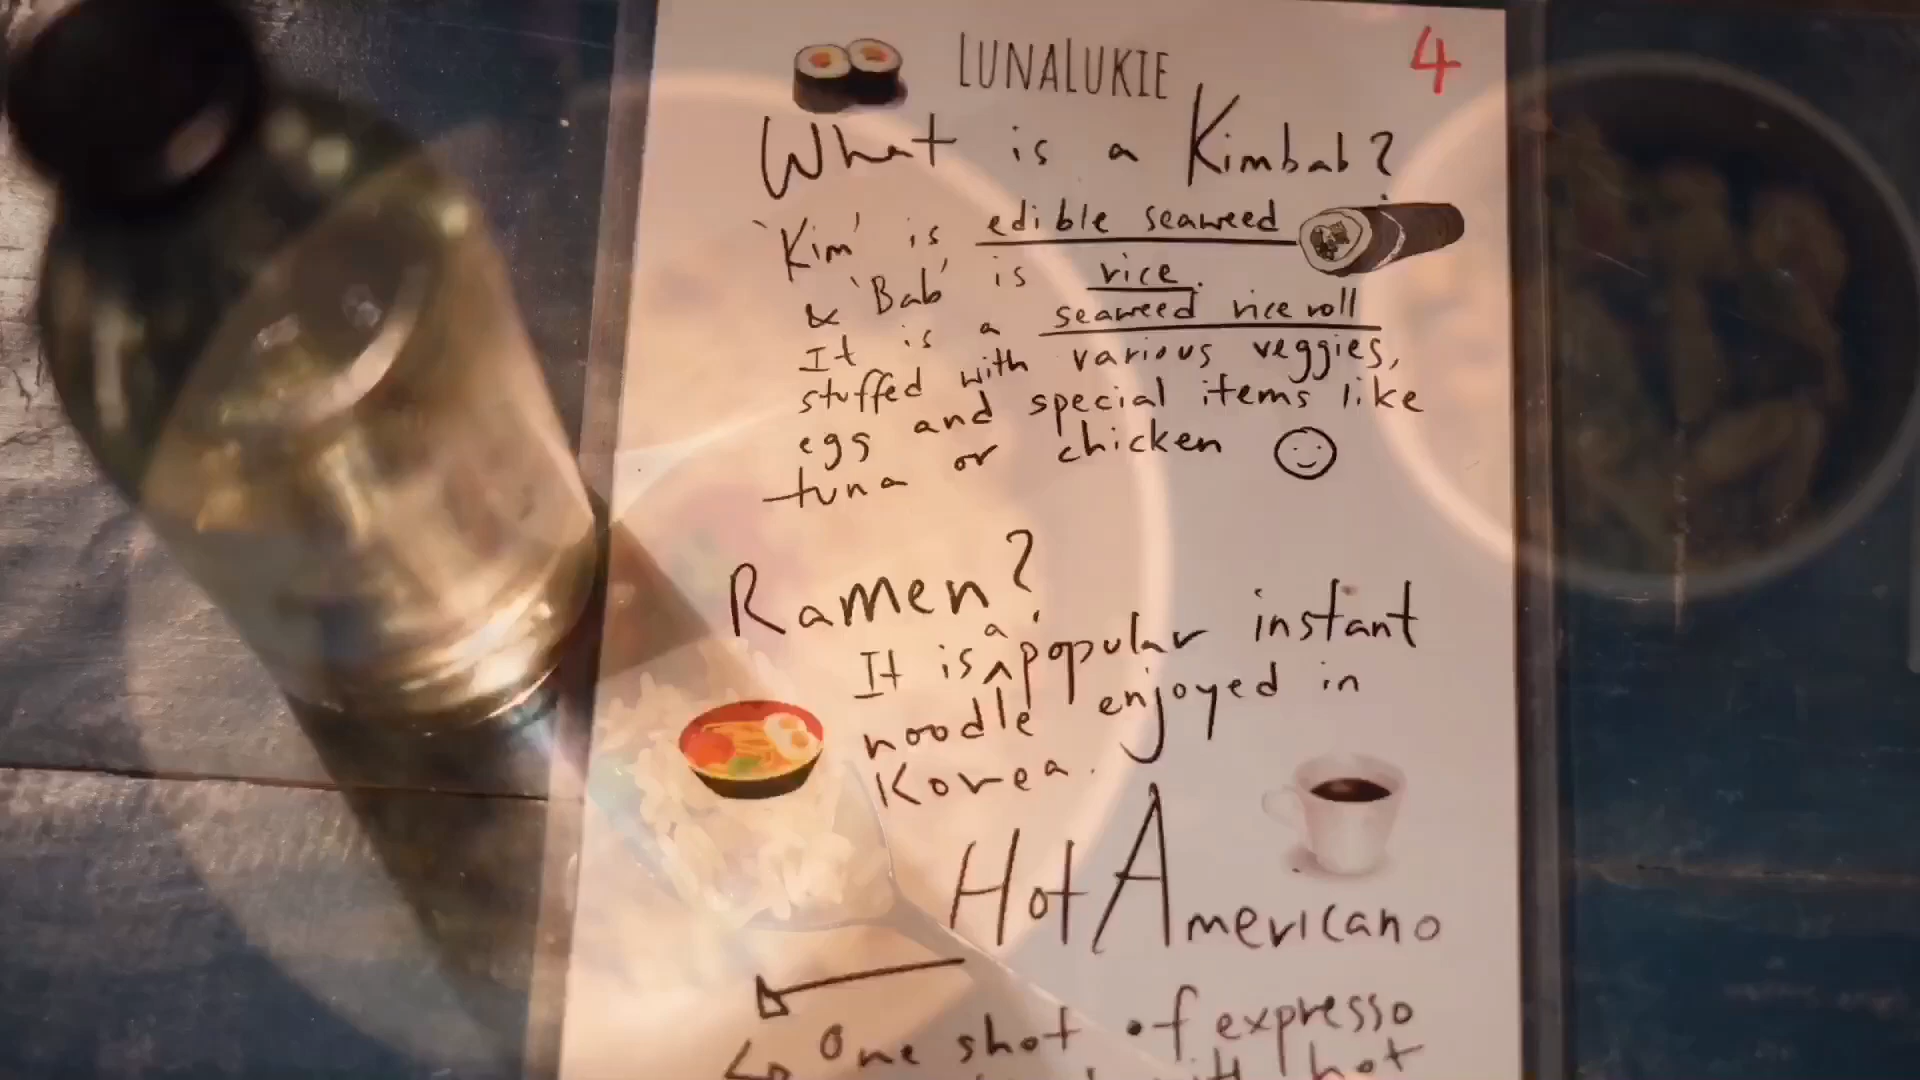 LUNALUKIE
4
What is a Kimbab?
'Kim' is edible seaweed
& 'Bab' is rice.
It is a seaweed rice roll
stuffed with various veggies,
egg and special items like
tuna or chicken
Ramen?
It is a popular instant
noodle enjoyed in
Korea.
Hot Americano
One shot of expresso
hot